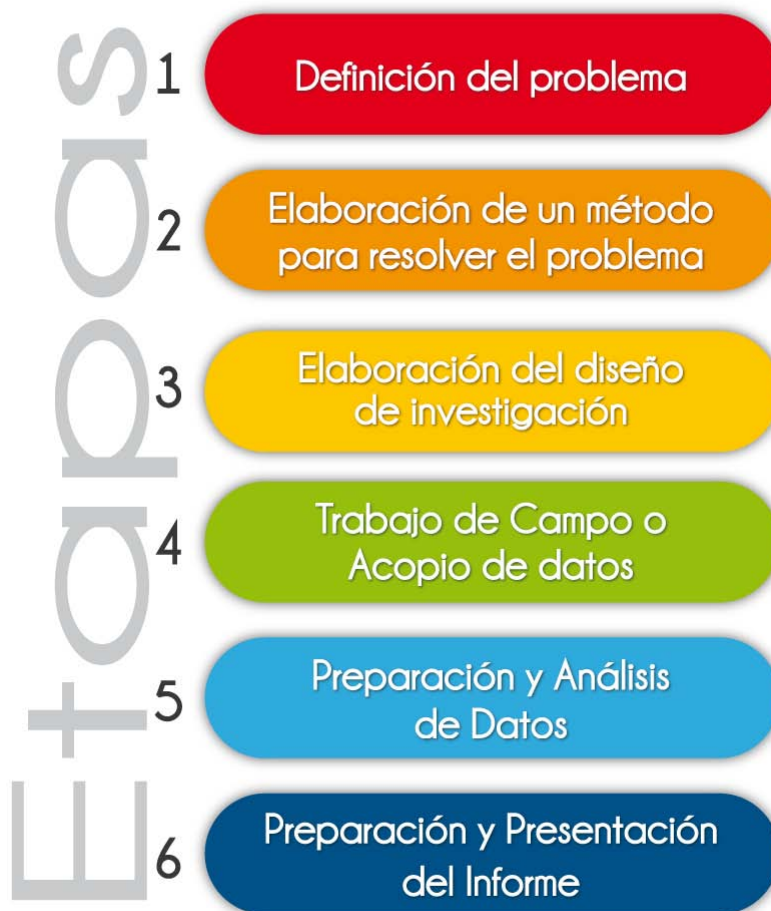 Etapas
1
Definición del problema
2
Elaboración de un método
para resolver el problema
3
Elaboración del diseño
de investigación
4
Trabajo de Campo o
Acopio de datos
5
Preparación y Análisis
de Datos
6
Preparación y Presentación
del Informe